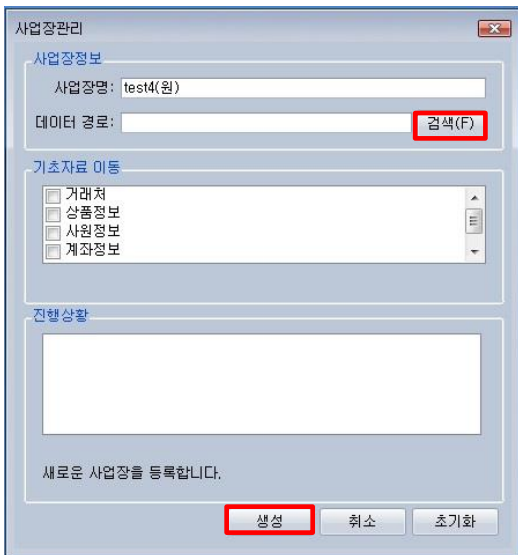 사업장관리
사업장정보
사업장명: test4(원)
데이터 경로: 검색(F)
기초자료 이동
거래처
상품정보
사원정보
계좌정보
진행상황
새로운 사업장을 등록합니다.
생성 취소 초기화